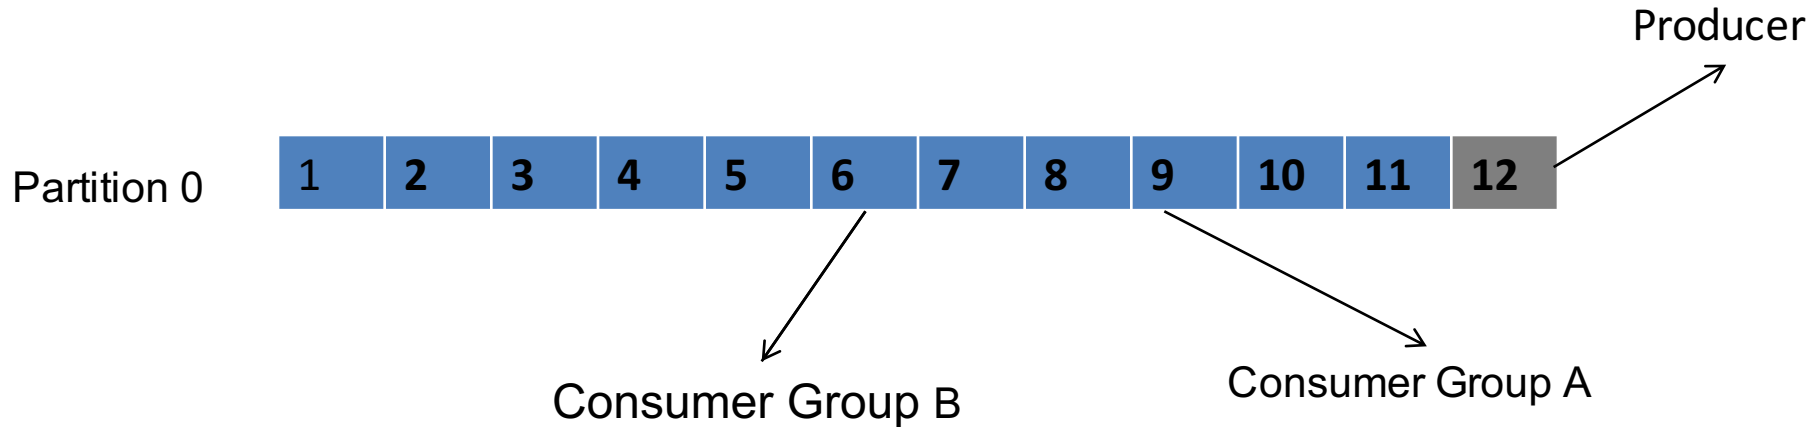 Producer
Partition 0 1 2 3 4 5 6 7 8 9 10 11 12
Consumer Group B
Consumer Group A